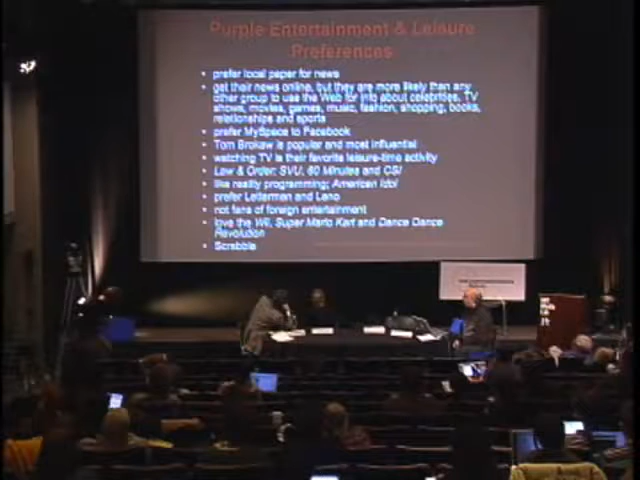 Purple Entertainment & Leisure
Preferences
• prefer local paper for news
• get their news online, but they are more likely than any
other group to use the Web for info about celebrities, TV
shows, movies, games, music, fashion, shopping, books,
relationships and sports
• prefer MySpace to Facebook
• Tom Brokaw is popular and most influential
• watching TV is their favorite leisure-time activity
• Law & Order: SVU, 60 Minutes and CSI
• like reality programming; American Idol
• prefer Letterman and Leno
• not fans of foreign entertainment
• love the Wii, Super Mario Kart and Dance Dance
Revolution
• Scrabble